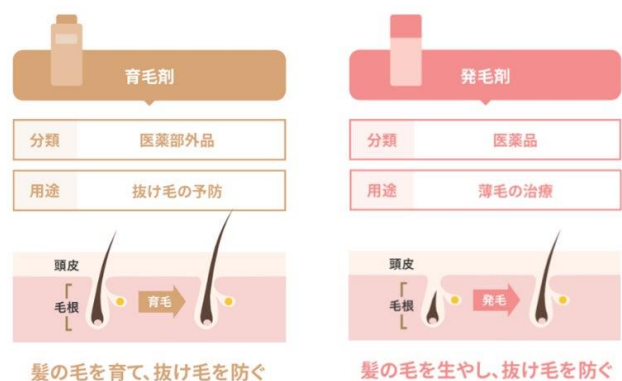 育毛剤
分類 医薬部外品
用途 抜け毛の予防
頭皮
毛根
育毛
髪の毛を育て、抜け毛を防ぐ
発毛剤
分類 医薬品
用途 薄毛の治療
頭皮
毛根
発毛
髪の毛を生やし、抜け毛を防ぐ